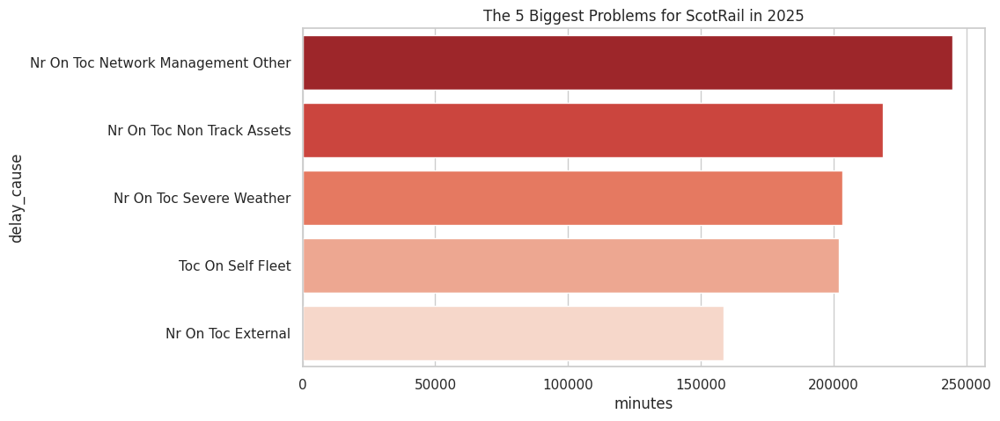 The 5 Biggest Problems for ScotRail in 2025
delay_cause
Nr On Toc Network Management Other
Nr On Toc Non Track Assets
Nr On Toc Severe Weather
Toc On Self Fleet
Nr On Toc External
0 50000 100000 150000 200000 250000
minutes